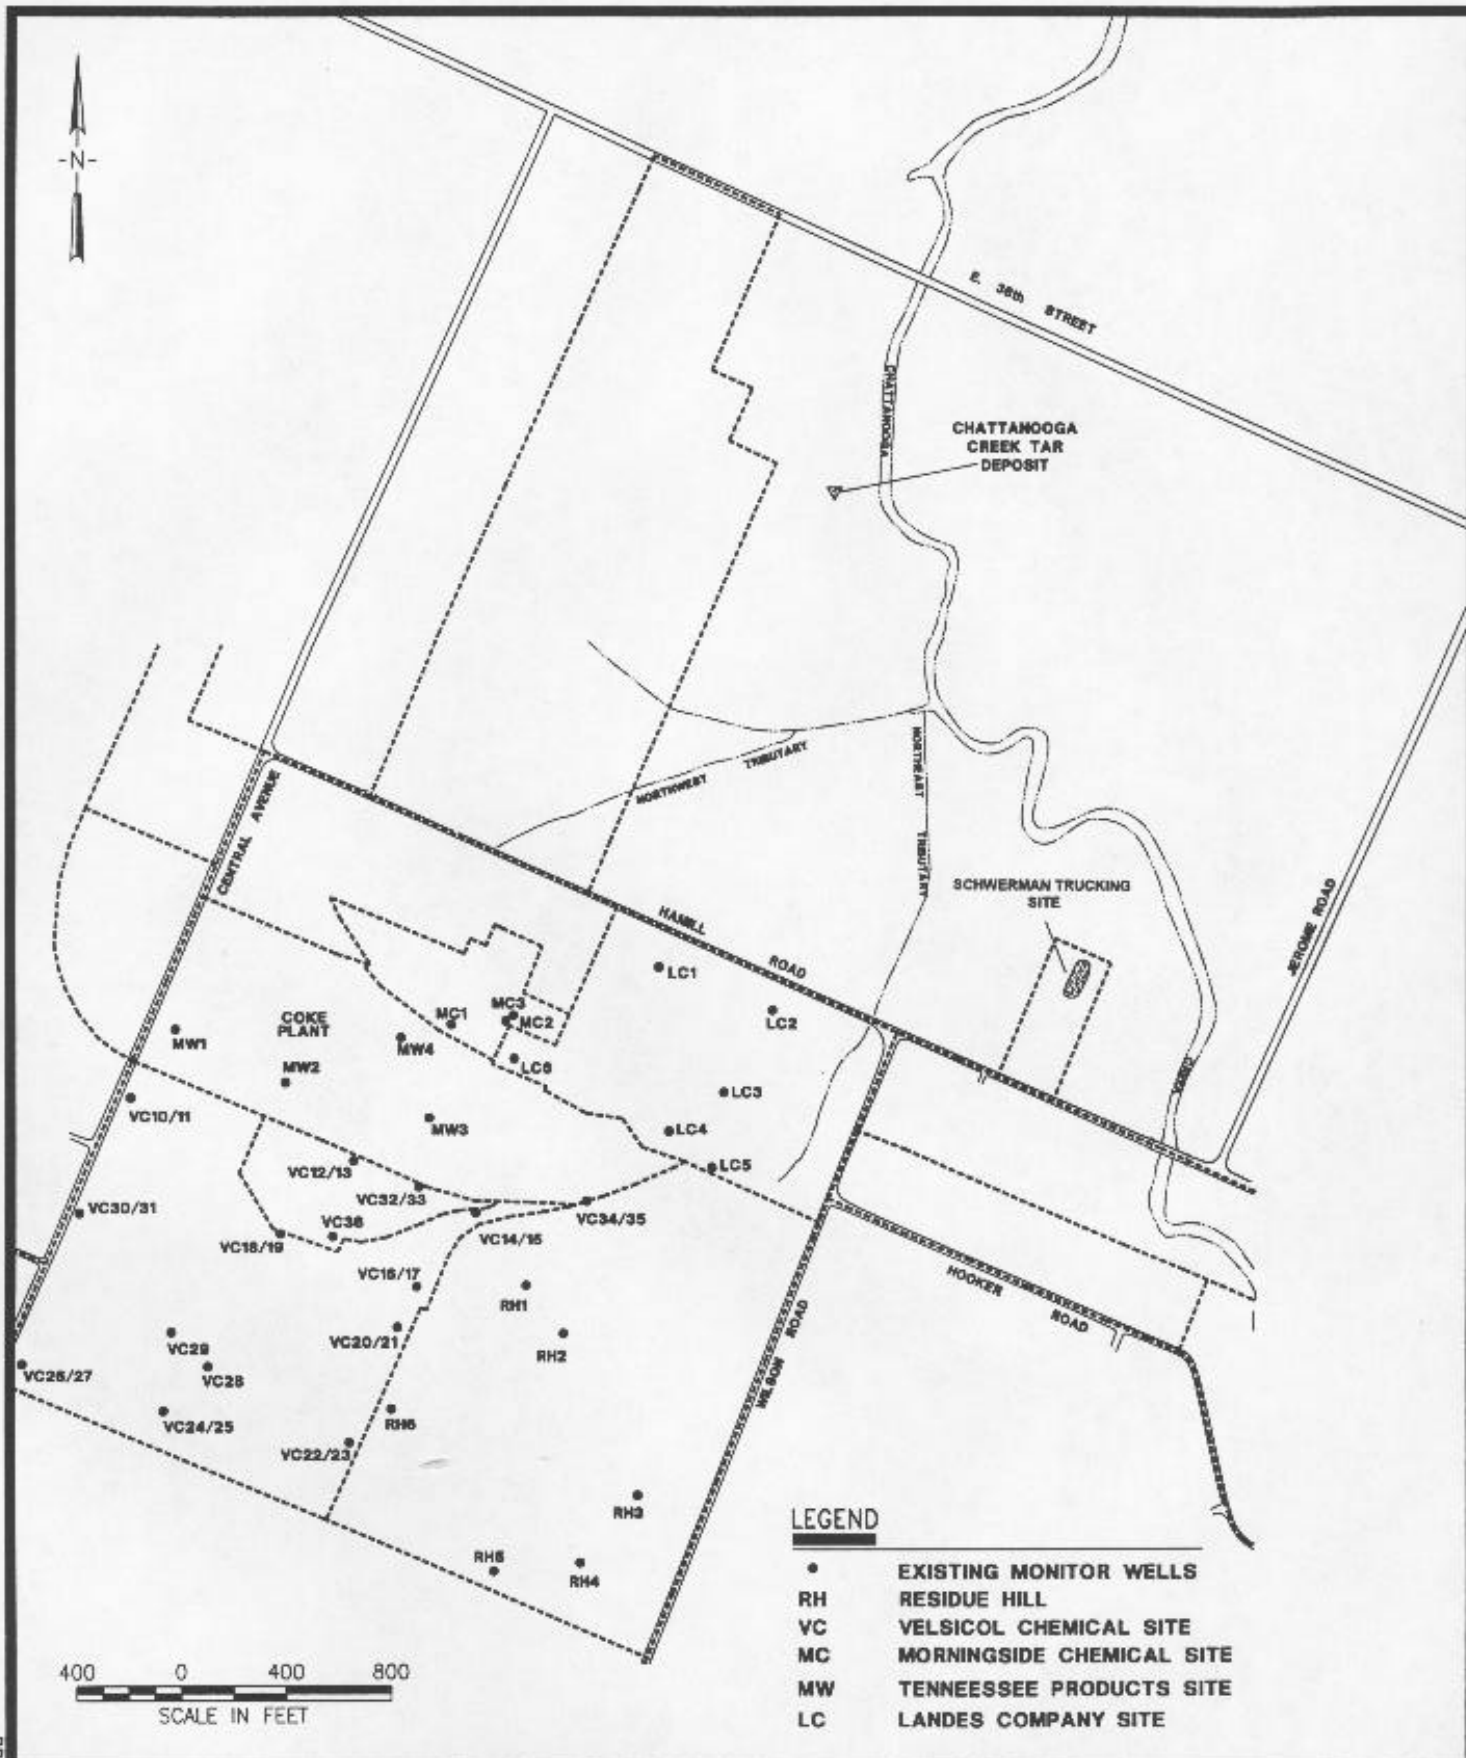 -N-
E. 38th STREET
CHATTANOOGA
CHATTANOOGA
CREEK TAR
DEPOSIT
NORTHWEST TRIBUTARY
NORTHEAST TRIBUTARY
CENTRAL AVENUE
SCHWERMAN TRUCKING
SITE
JEROME ROAD
HAMILL ROAD
LC1
LC2
MC3
MC1
MC2
COKE
PLANT
MW1
MW4
LC6
MW2
LC3
VC10/11
MW3
LC4
LC5
VC12/13
VC32/33
VC30/31
VC36
VC34/35
VC18/19
VC14/15
VC16/17
HOOKER ROAD
RH1
WILSON ROAD
VC20/21
VC29
RH2
VC26/27
VC28
VC24/25
RH6
VC22/23
RH3
RH5
RH4
LEGEND
EXISTING MONITOR WELLS
RH RESIDUE HILL
VC VELSICOL CHEMICAL SITE
MC MORNINGSIDE CHEMICAL SITE
MW TENNEESSEE PRODUCTS SITE
LC LANDES COMPANY SITE
400 0 400 800
SCALE IN FEET